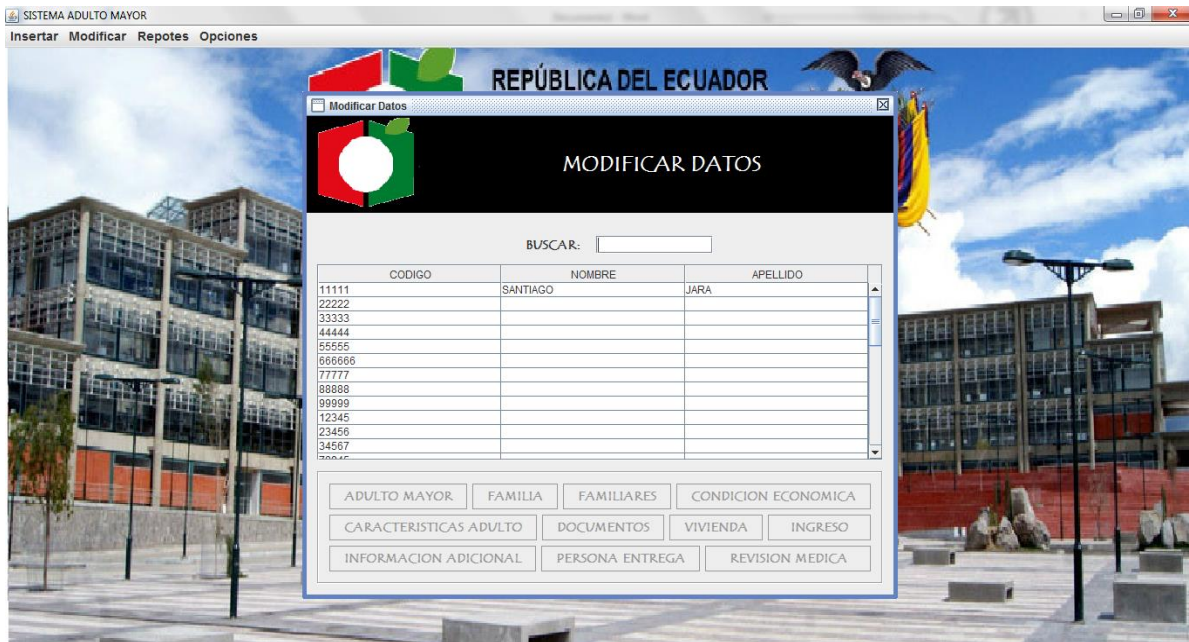 SISTEMA ADULTO MAYOR
Insertar Modificar Repotes Opciones
REPÚBLICA DEL ECUADOR
Modificar Datos
MODIFICAR DATOS
BUSCAR:
CODIGO NOMBRE APELLIDO
11111 SANTIAGO JARA
22222
33333
44444
55555
666666
77777
88888
99999
12345
23456
34567
ADULTO MAYOR FAMILIA FAMILIARES CONDICION ECONOMICA
CARACTERISTICAS ADULTO DOCUMENTOS VIVIENDA INGRESO
INFORMACION ADICIONAL PERSONA ENTREGA REVISION MEDICA